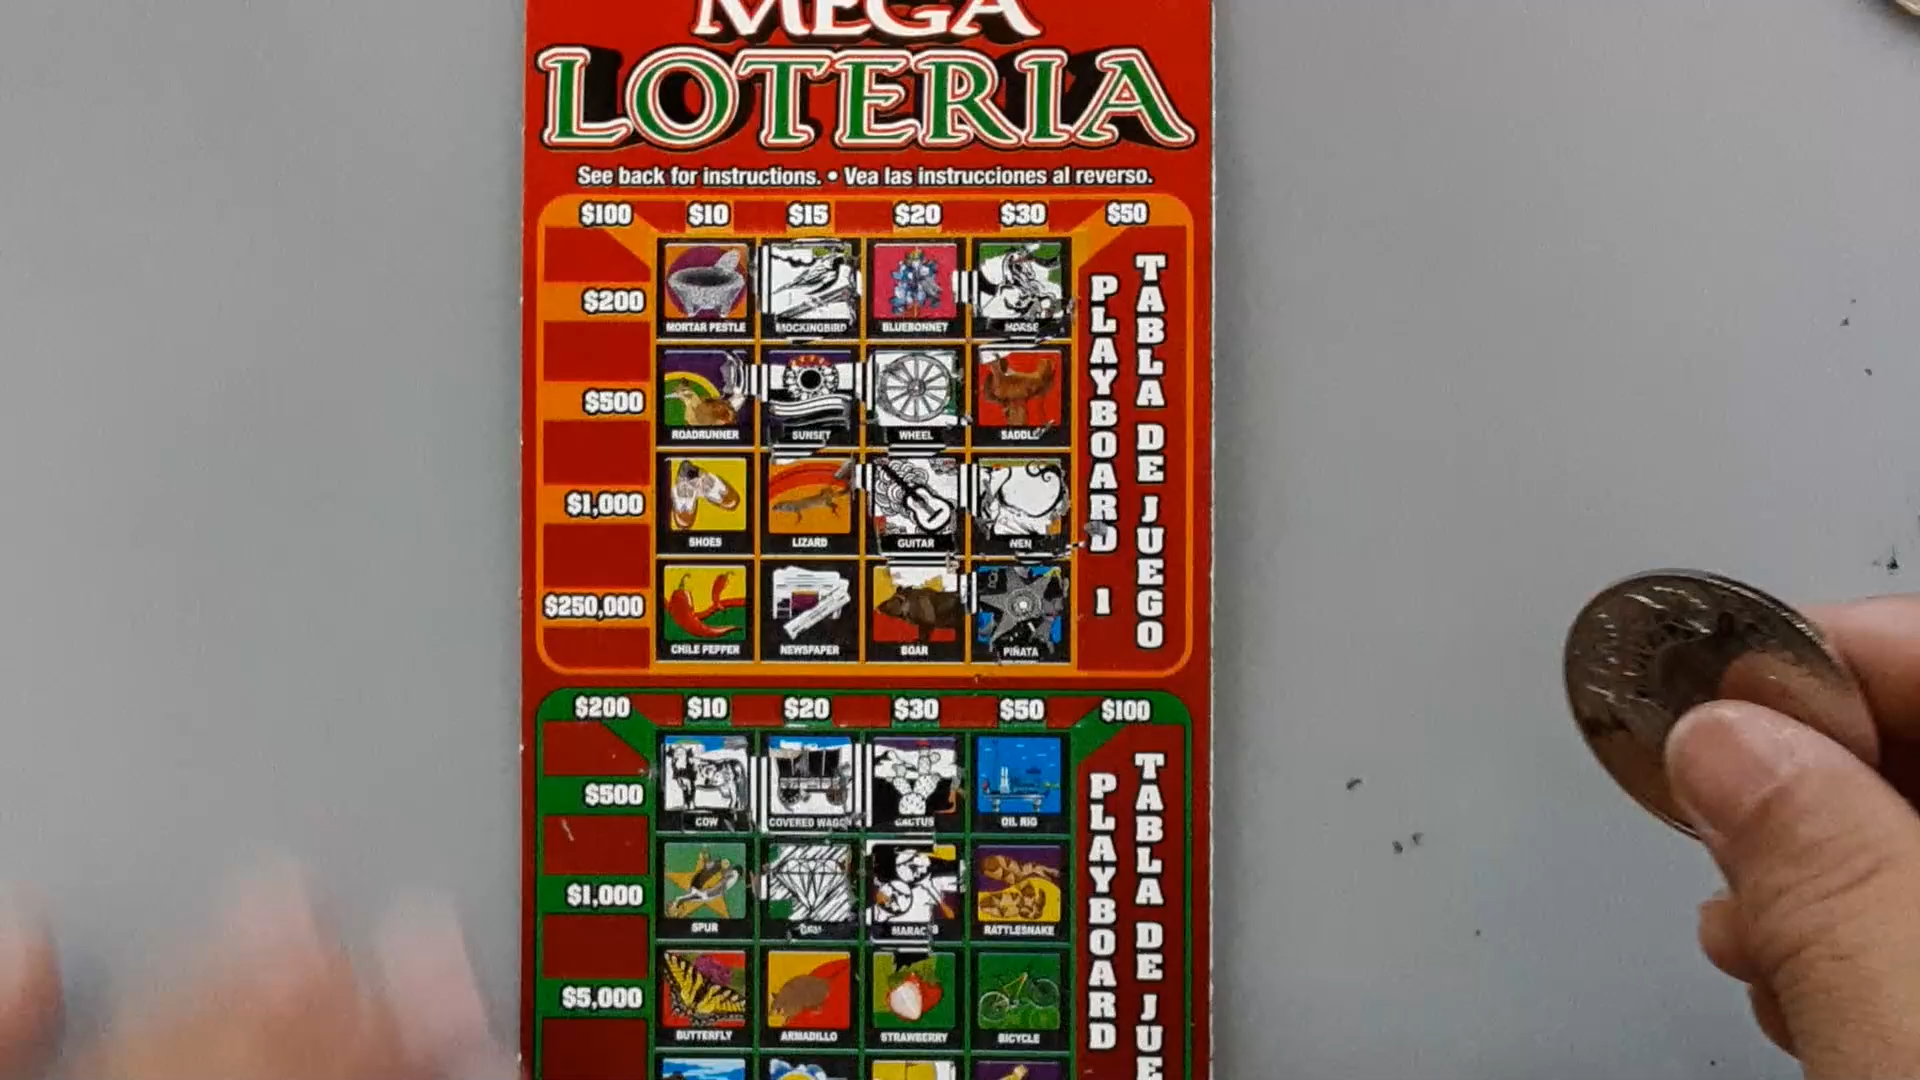 MEGA
LOTERIA
See back for instructions. • Vea las instrucciones al reverso.
$100 $10 $15 $20 $30 $50
$200
MORTAR PESTLE MOCKINGBIRD BLUEBONNET HORSE
$500
ROADRUNNER SUNSET WHEEL SADDLE
$1,000
SHOES LIZARD GUITAR HEN
$250,000
CHILE PEPPER NEWSPAPER BOAR PIÑATA
PLAYBOARD 1
TABLA DE JUEGO
$200 $10 $20 $30 $50 $100
$500
COW COVERED WAGON CACTUS OIL RIG
$1,000
SPUR GEM MARACAS RATTLESNAKE
$5,000
BUTTERFLY ARMADILLO STRAWBERRY BICYCLE
PLAYBOARD
TABLA DE JUE